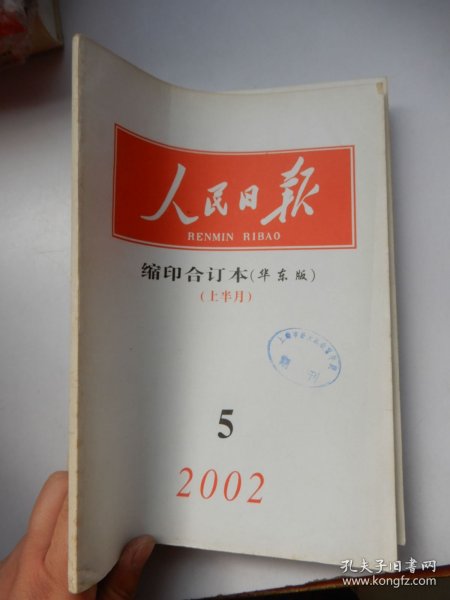 人民日报
RENMIN RIBAO
缩印合订本(华东版)
(上半月)
5
2002
孔夫子旧书网
www.kongfz.com